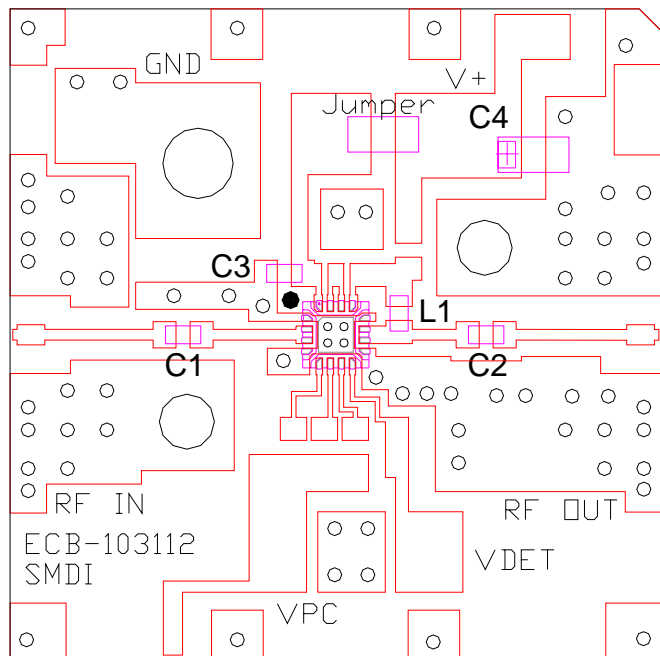 GND
V+
Jumper
C4
C3
L1
C1
C2
RF IN
RF OUT
ECB-103112
SMDI
VDET
VPC